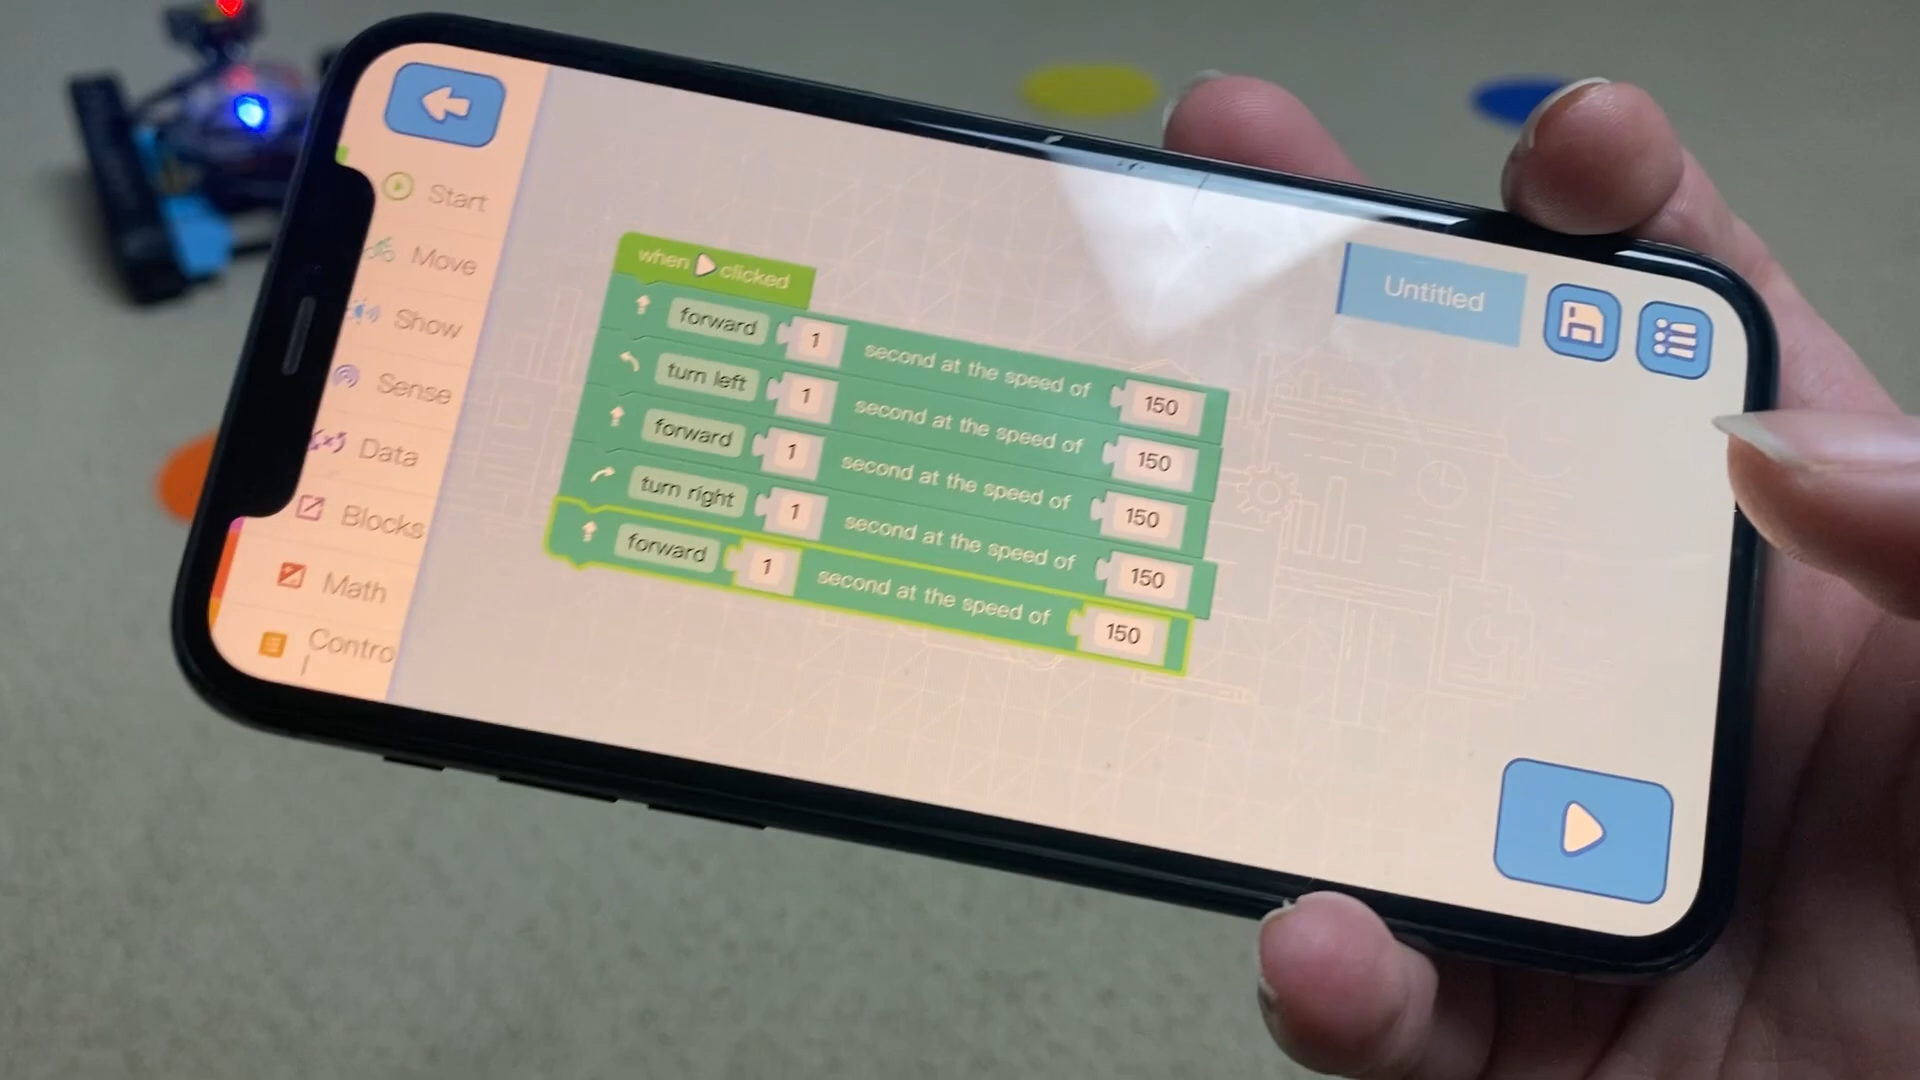 Start
Move
Show
Sense
Data
Blocks
Math
Contro
l
when clicked
forward 1 second at the speed of 150
turn left 1 second at the speed of 150
forward 1 second at the speed of 150
turn right 1 second at the speed of 150
forward 1 second at the speed of 150
Untitled